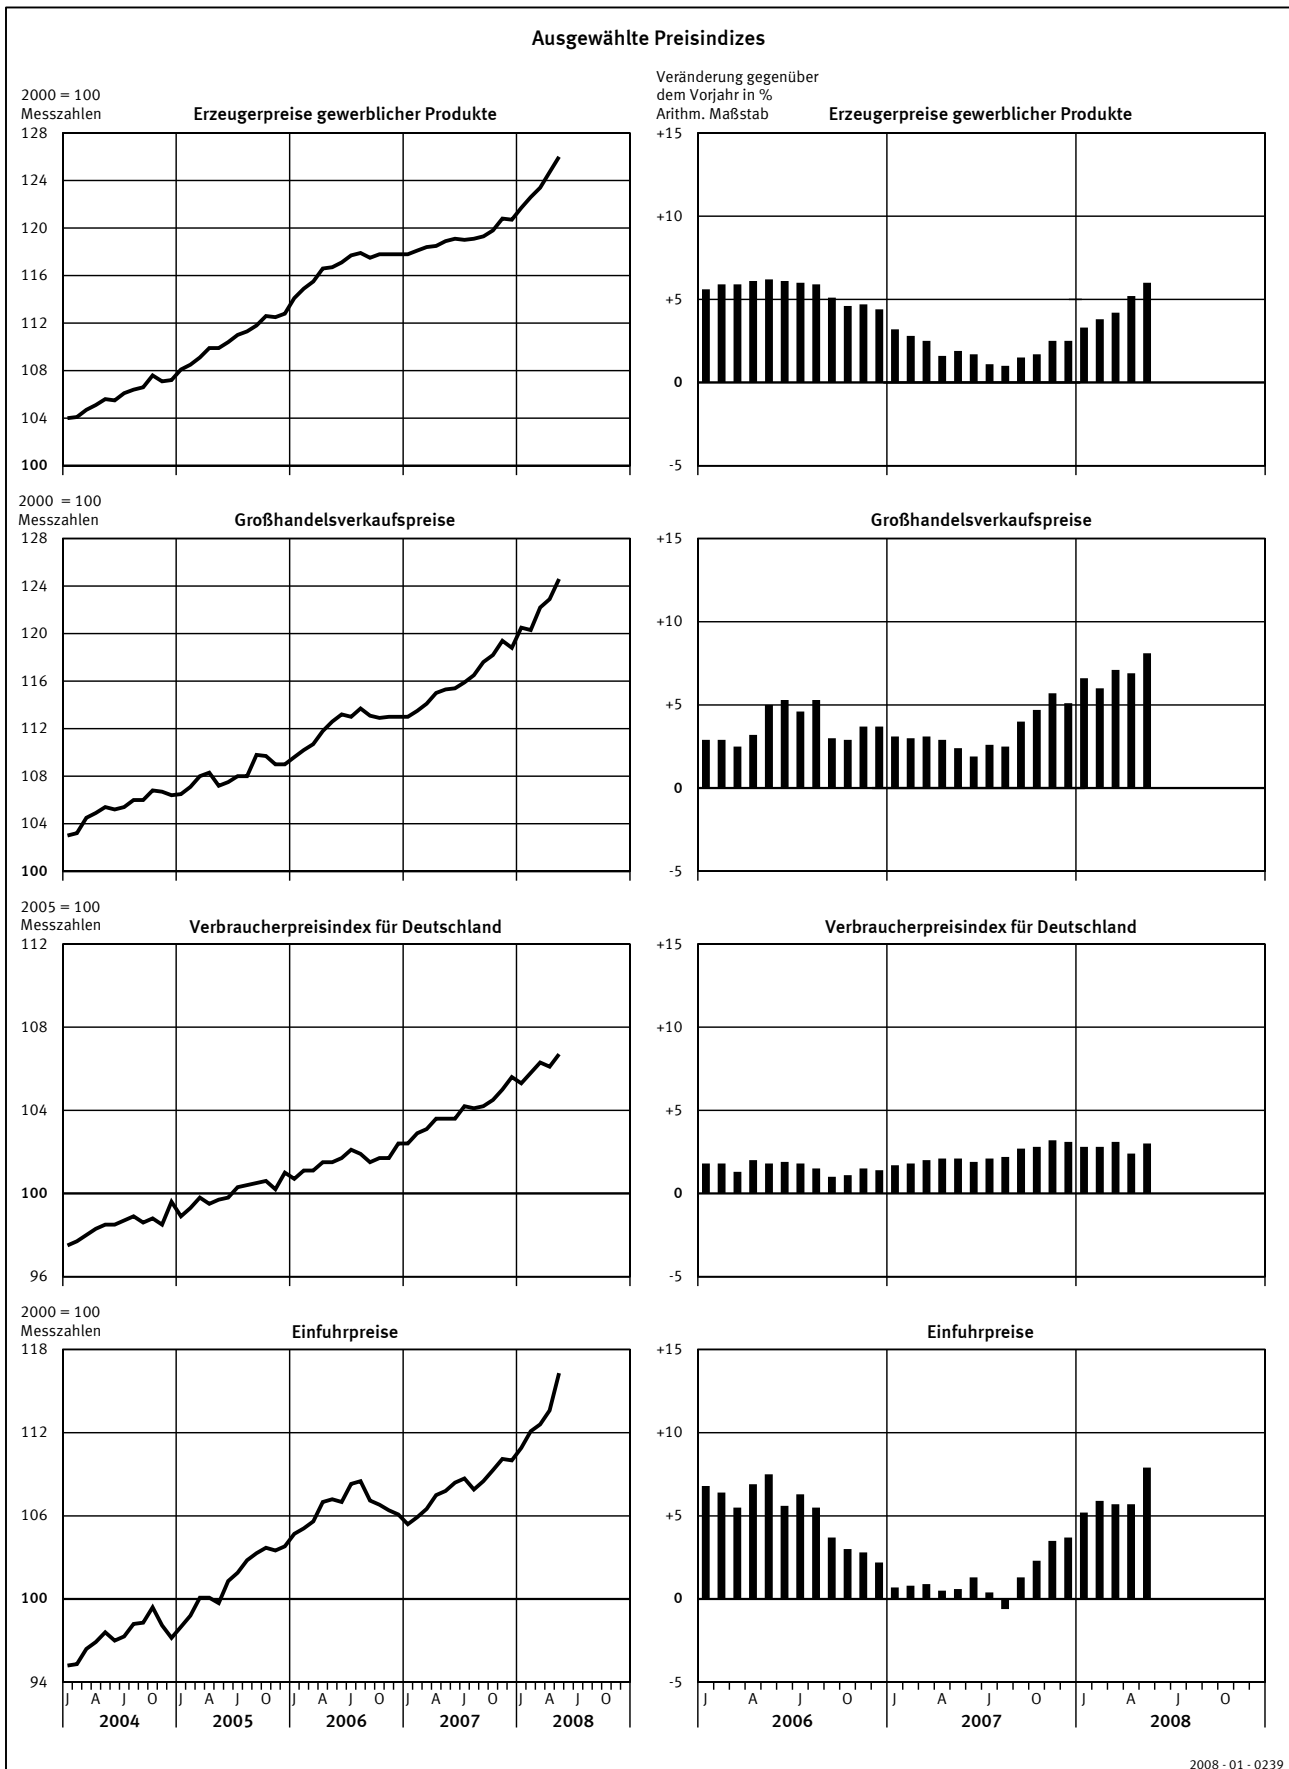 Ausgewählte Preisindizes
2000 = 100
Messzahlen
Erzeugerpreise gewerblicher Produkte
128
124
120
116
112
108
104
100
Veränderung gegenüber
dem Vorjahr in %
Arithm. Maßstab
Erzeugerpreise gewerblicher Produkte
+15
+10
+5
0
-5
2000 = 100
Messzahlen
Großhandelsverkaufspreise
128
124
120
116
112
108
104
100
Großhandelsverkaufspreise
+15
+10
+5
0
-5
2005 = 100
Messzahlen
Verbraucherpreisindex für Deutschland
112
108
104
100
96
Verbraucherpreisindex für Deutschland
+15
+10
+5
0
-5
2000 = 100
Messzahlen
Einfuhrpreise
118
112
106
100
94
J A J O J A J O J A J O J A J O J A J O
2004 2005 2006 2007 2008
Einfuhrpreise
+15
+10
+5
0
-5
J A J O J A J O J A J O
2006 2007 2008
2008 - 01 - 0239